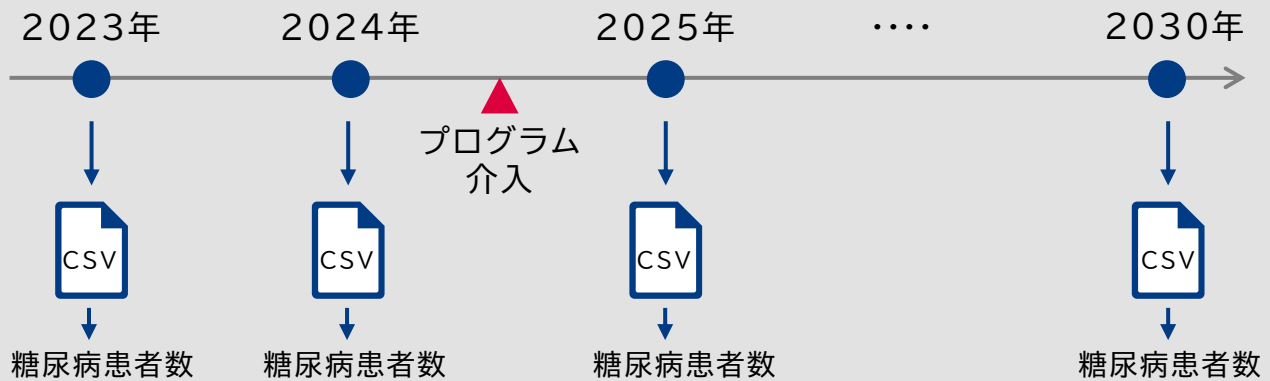 2023年 2024年 2025年 ‥‥ 2030年
プログラム
介入
CSV CSV CSV CSV
糖尿病患者数 糖尿病患者数 糖尿病患者数 糖尿病患者数